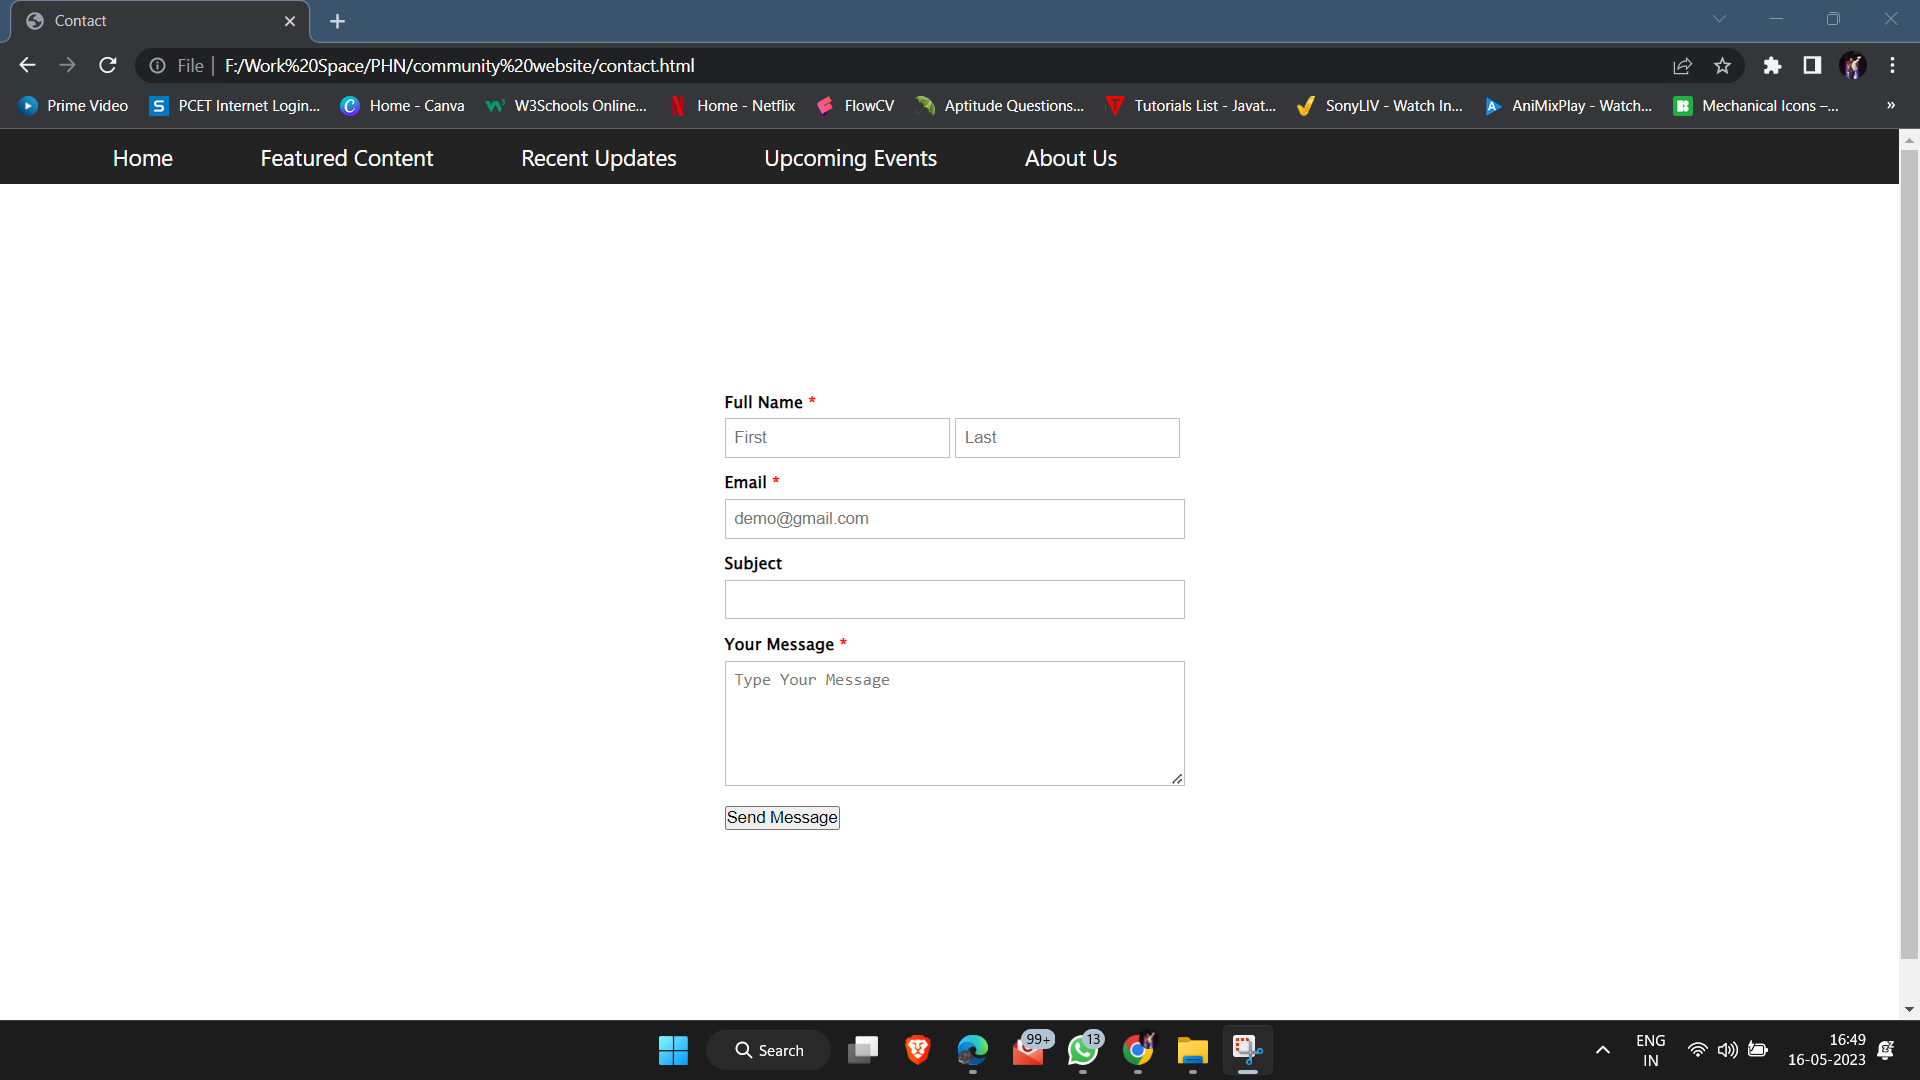 Contact
File
F:/Work%20Space/PHN/community%20website/contact.html
Prime Video
PCET Internet Login...
Home - Canva
W3Schools Online...
Home - Netflix
FlowCV
Aptitude Questions...
Tutorials List - Javat...
SonyLIV - Watch In...
AniMixPlay - Watch...
Mechanical Icons –...
»
Home
Featured Content
Recent Updates
Upcoming Events
About Us
Full Name *
First
Last
Email *
demo@gmail.com
Subject
Your Message *
Type Your Message
Send Message
Search
99+
13
ENG
IN
16:49
16-05-2023